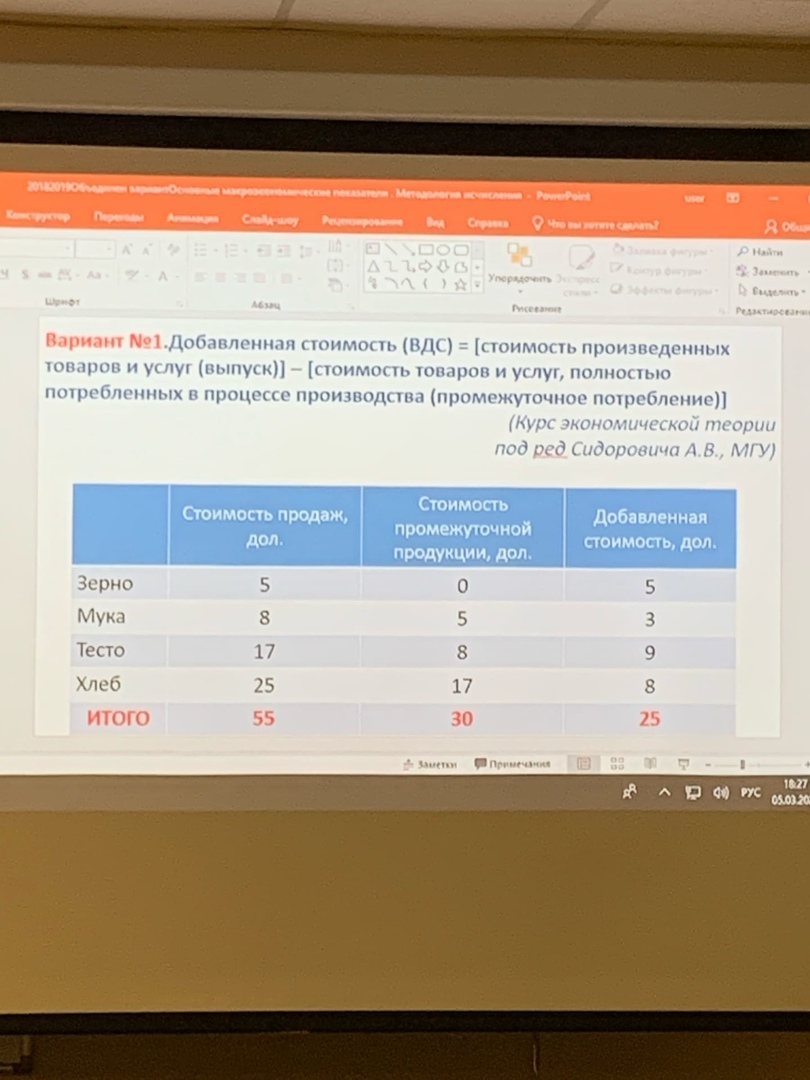 20182019Объединен вариантОсновные макроэкономические показатели . Методология исчисления - PowerPoint user
Конструктор Переходы Анимация Слайд-шоу Рецензирование Вид Справка Что вы хотите сделать?
Упорядочить Экспресс-
стили
Заливка фигуры
Контур фигуры
Эффекты фигуры
Найти
Заменить
Выделить
Шрифт Абзац Рисование
Вариант №1.Добавленная стоимость (ВДС) = [стоимость произведенных
товаров и услуг (выпуск)] – [стоимость товаров и услуг, полностью
потребленных в процессе производства (промежуточное потребление)]
(Курс экономической теории
под ред Сидоровича А.В., МГУ)
Стоимость продаж, дол. Стоимость промежуточной продукции, дол. Добавленная стоимость, дол.
Зерно 5 0 5
Мука 8 5 3
Тесто 17 8 9
Хлеб 25 17 8
ИТОГО 55 30 25
Заметки Примечания
РУС 18:27